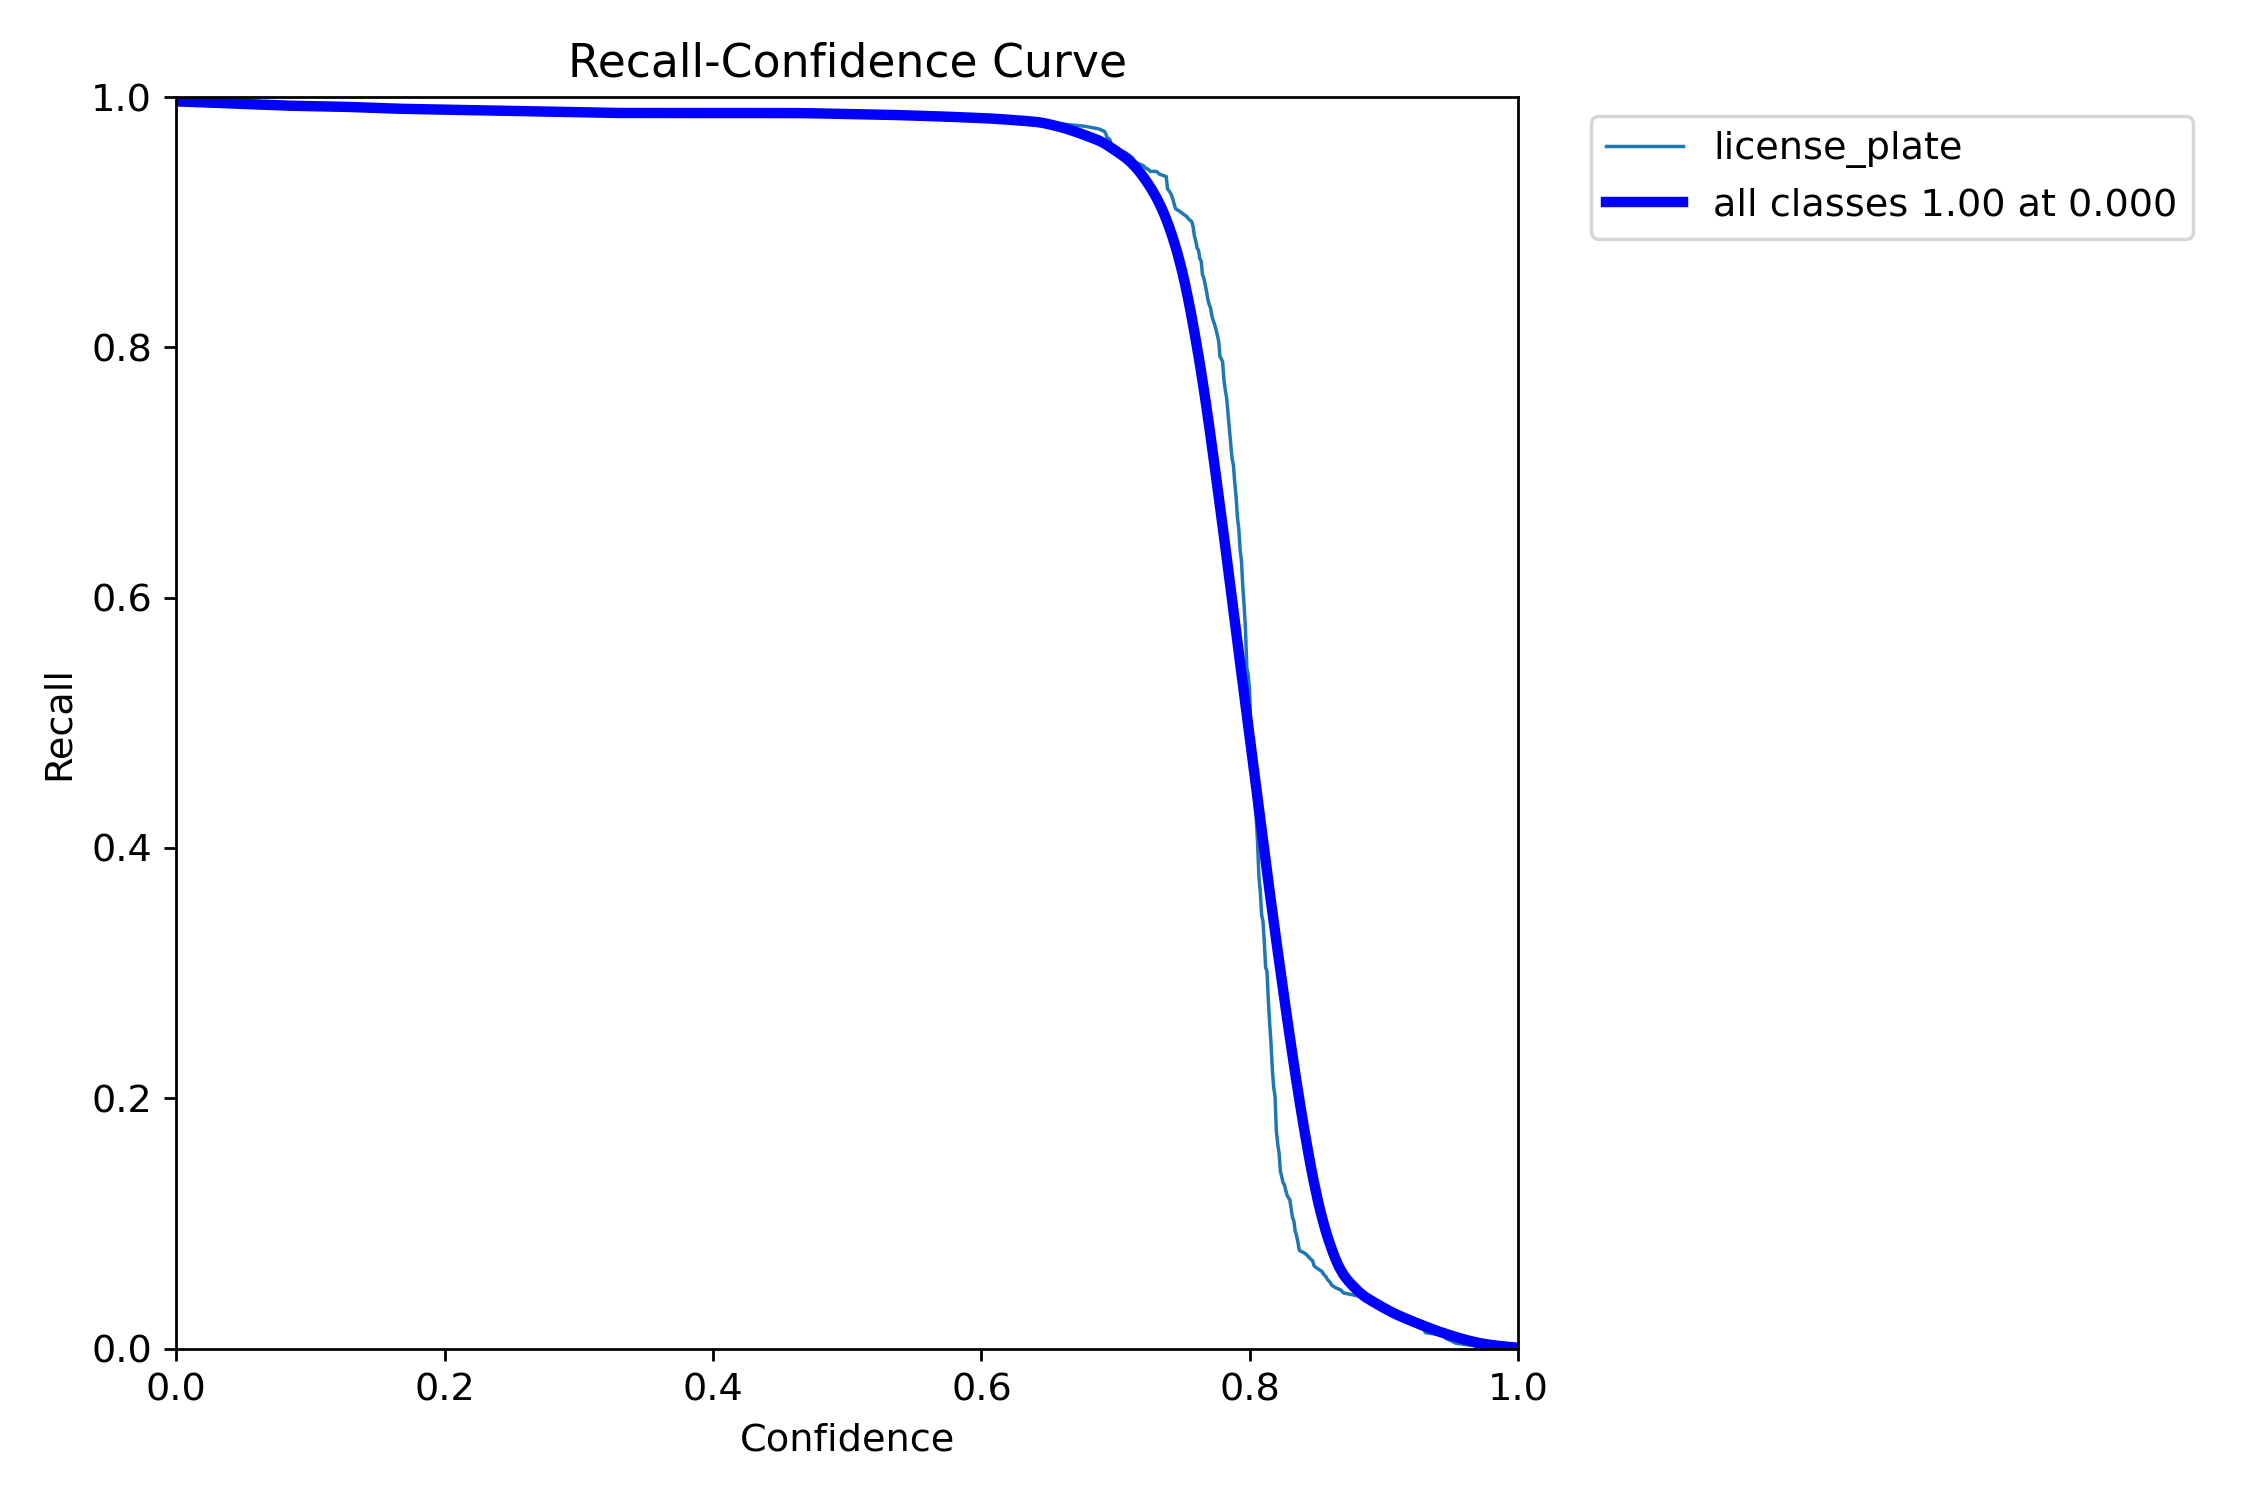 Recall-Confidence Curve
1.0
0.8
0.6
0.4
0.2
0.0
Recall
0.0 0.2 0.4 0.6 0.8 1.0
Confidence
license_plate
all classes 1.00 at 0.000